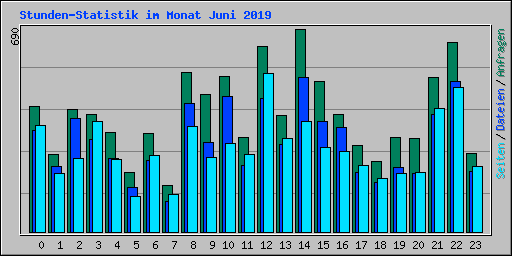 Stunden-Statistik im Monat Juni 2019
690
Seiten / Dateien / Anfragen
0 1 2 3 4 5 6 7 8 9 10 11 12 13 14 15 16 17 18 19 20 21 22 23